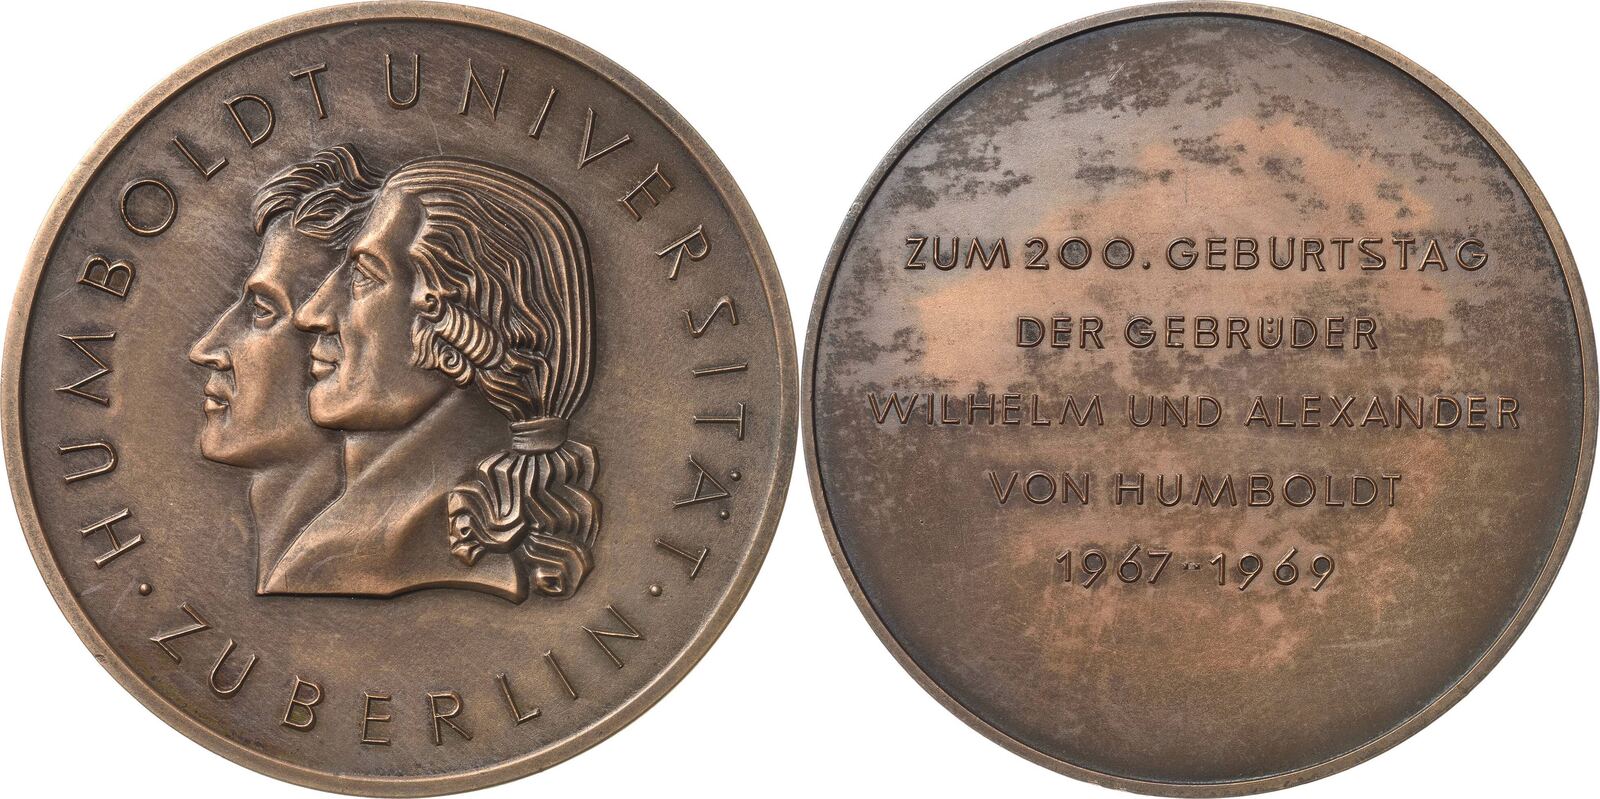 HUMBOLDT UNIVERSITÄT
· ZU BERLIN ·
ZUM 200. GEBURTSTAG
DER GEBRÜDER
WILHELM UND ALEXANDER
VON HUMBOLDT
1967-1969